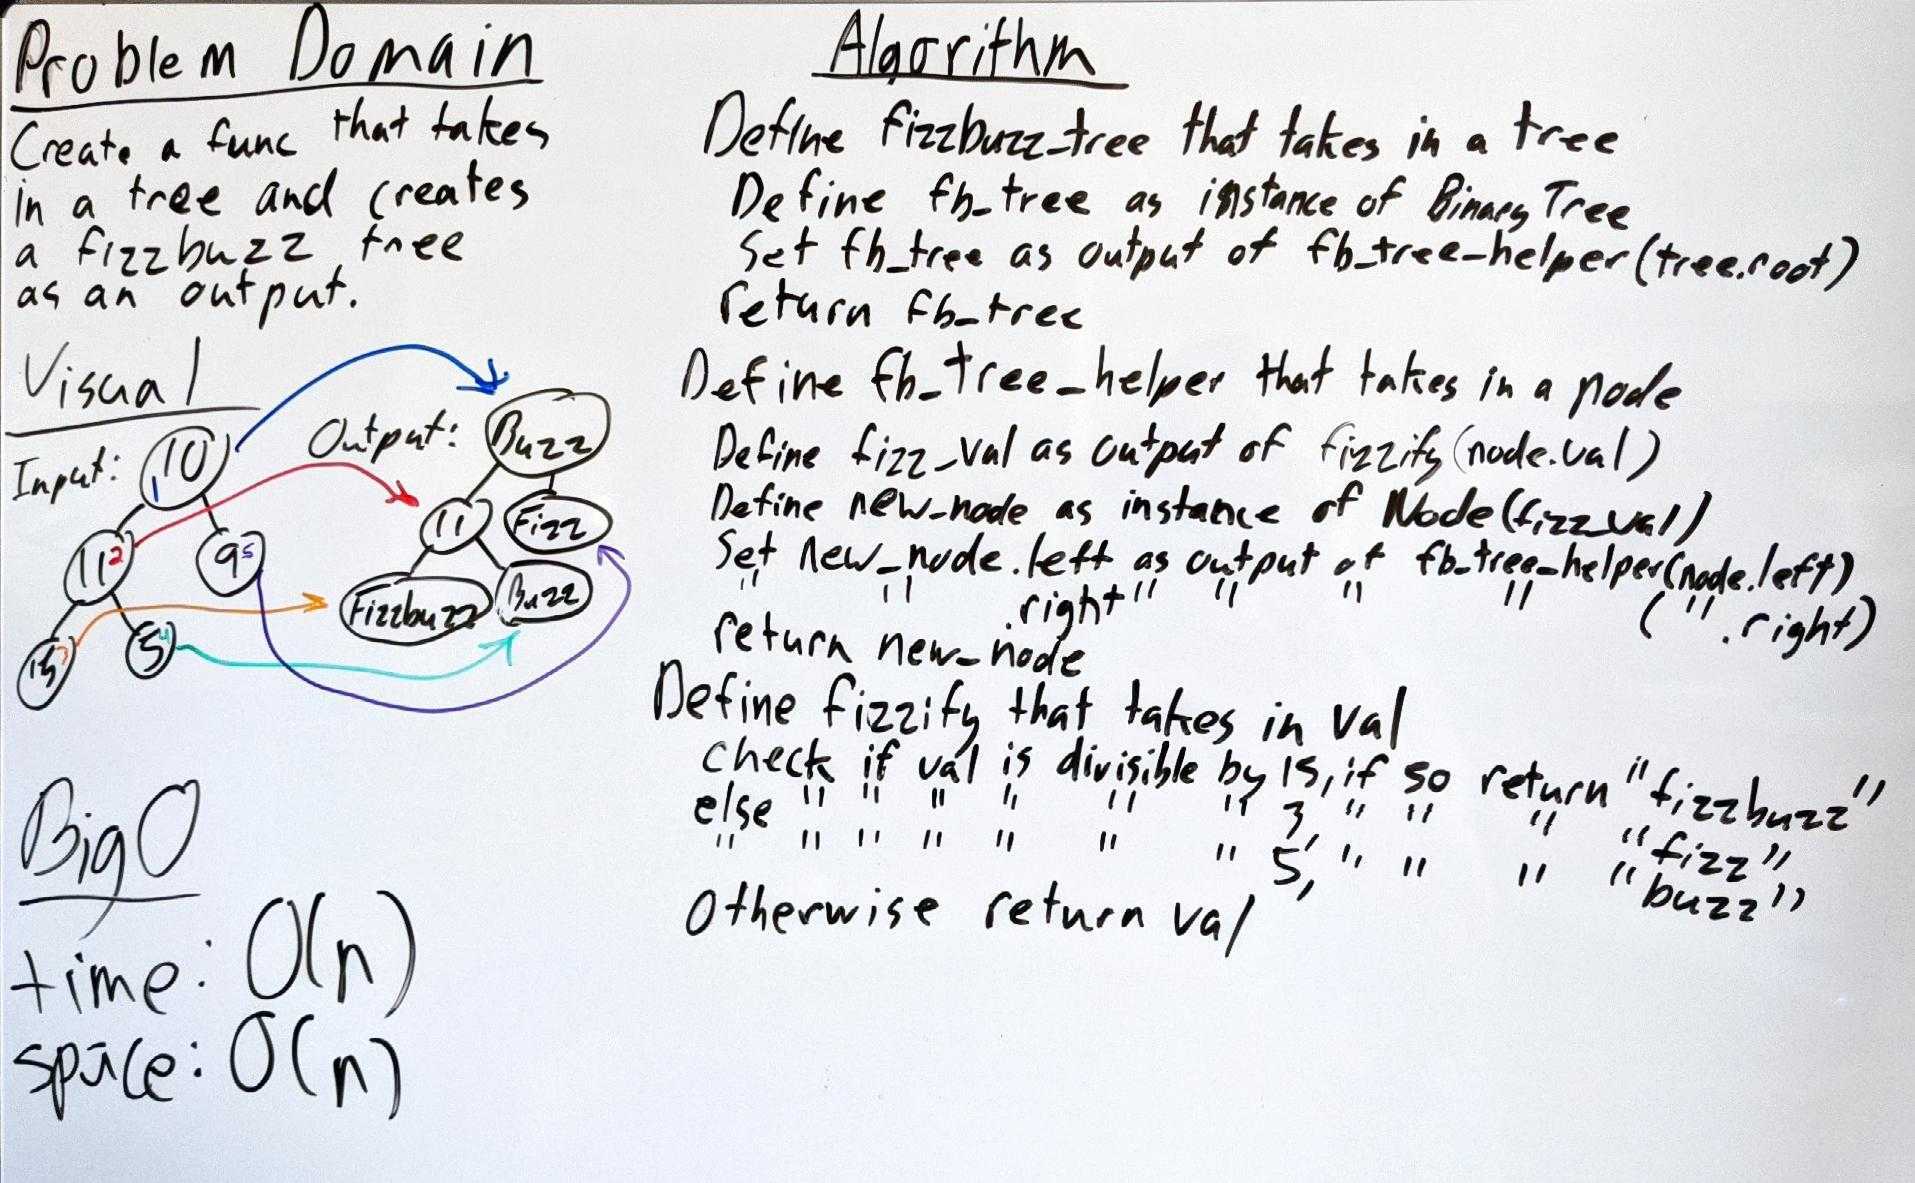 Problem Domain
Create a func that takes
in a tree and creates
a fizzbuzz tree
as an output.
Visual
Input:
10 1
11 2
9 5
15 3
5 4
Output:
Buzz
11
Fizz
Fizzbuzz
Buzz
Big O
time: O(n)
space: O(n)
Algorithm
Define fizzbuzz_tree that takes in a tree
Define fb_tree as instance of Binary Tree
Set fb_tree as output of fb_tree_helper(tree.root)
return fb_tree
Define fb_tree_helper that takes in a node
Define fizz_val as output of fizzify(node.val)
Define new_node as instance of Node(fizz_val)
Set new_node.left as output of fb_tree_helper(node.left)
" " .right " " " " ( " .right)
return new_node
Define fizzify that takes in val
check if val is divisible by 15, if so return "fizzbuzz"
else " " " " " " 3, " " " "fizz"
" " " " " " " 5, " " " "buzz"
Otherwise return val